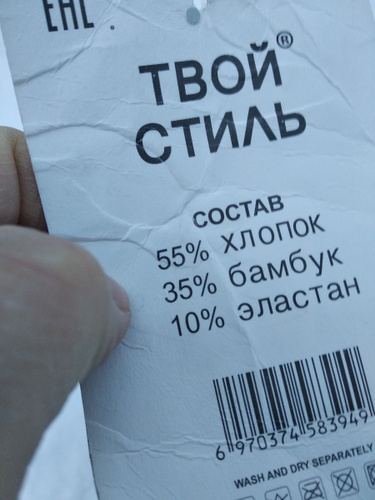 EAC
ТВОЙ®
СТИЛЬ
СОСТАВ
55% хлопок
35% бамбук
10% эластан
6 970374 583949
WASH AND DRY SEPARATELY